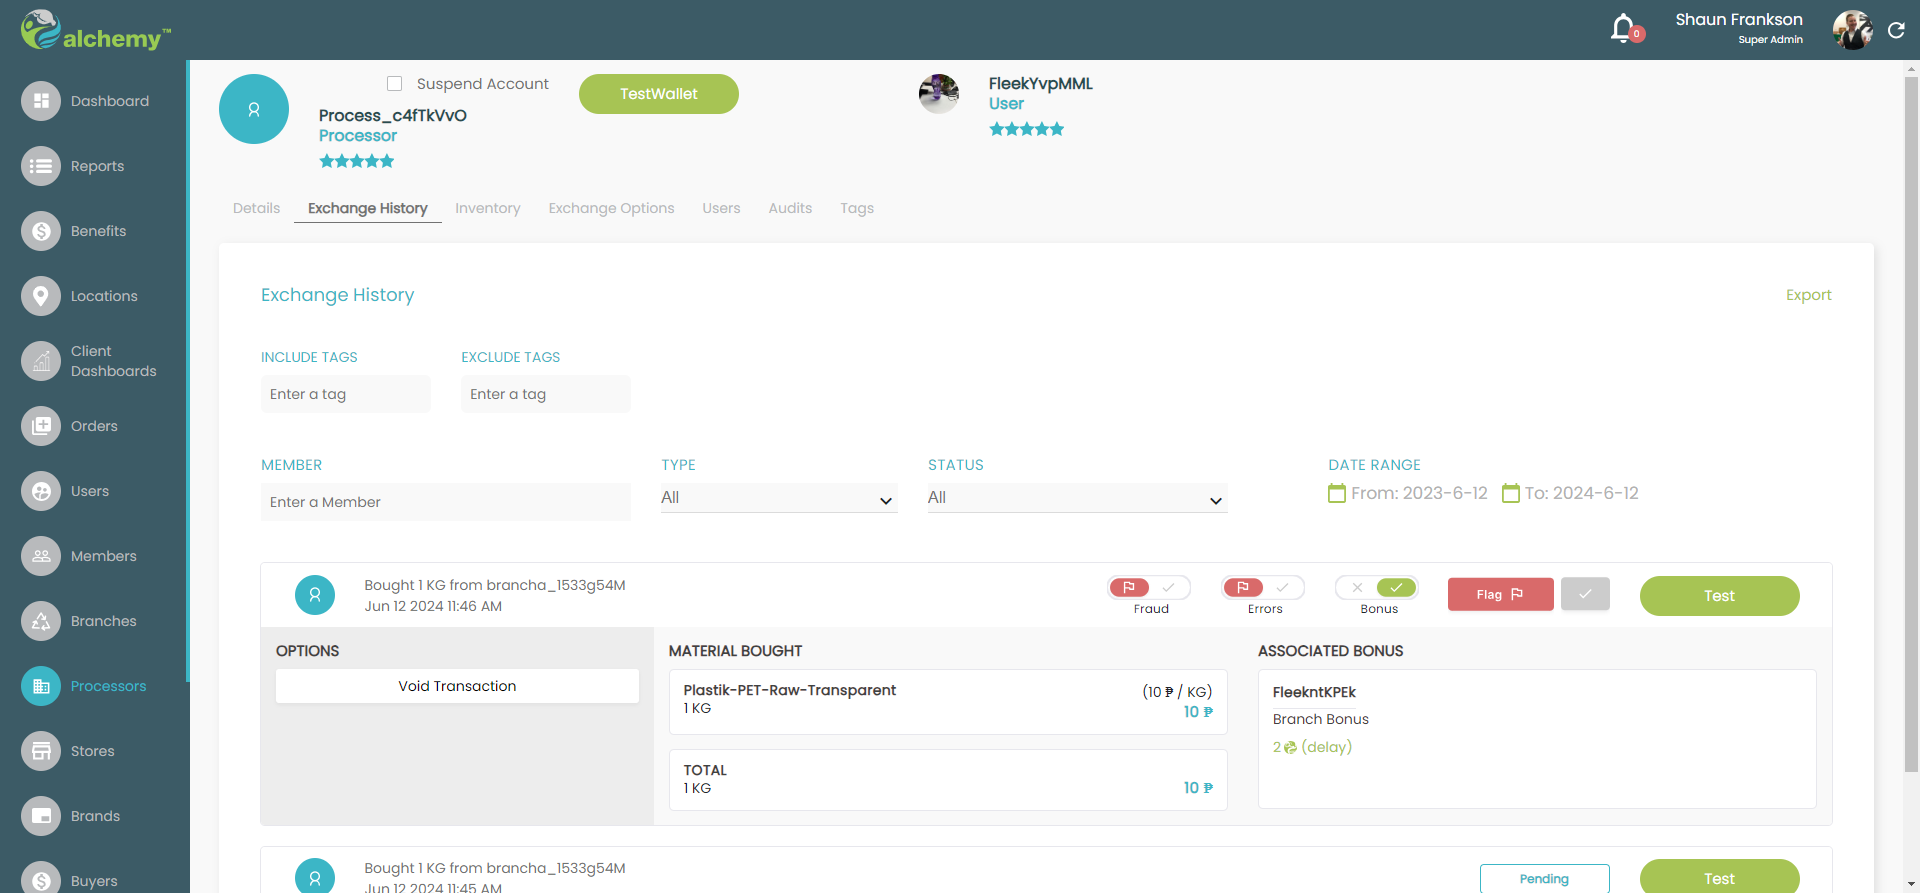 alchemy™
0
Shaun Frankson
Super Admin
Dashboard
Reports
Benefits
Locations
Client
Dashboards
Orders
Users
Members
Branches
Processors
Stores
Brands
Buyers
Suspend Account
TestWallet
Process_c4fTkVvO
Processor
FleekYvpMML
User
Details
Exchange History
Inventory
Exchange Options
Users
Audits
Tags
Exchange History
Export
INCLUDE TAGS
EXCLUDE TAGS
Enter a tag
Enter a tag
MEMBER
TYPE
STATUS
DATE RANGE
Enter a Member
All
All
From: 2023-6-12
To: 2024-6-12
Bought 1 KG from brancha_1533g54M
Jun 12 2024 11:46 AM
Fraud
Errors
Bonus
Flag
Test
OPTIONS
Void Transaction
MATERIAL BOUGHT
Plastik-PET-Raw-Transparent
(10 ₱ / KG)
1 KG
10 ₱
TOTAL
1 KG
10 ₱
ASSOCIATED BONUS
FleekntKPEk
Branch Bonus
2 (delay)
Bought 1 KG from brancha_1533g54M
Jun 12 2024 11:45 AM
Pending
Test